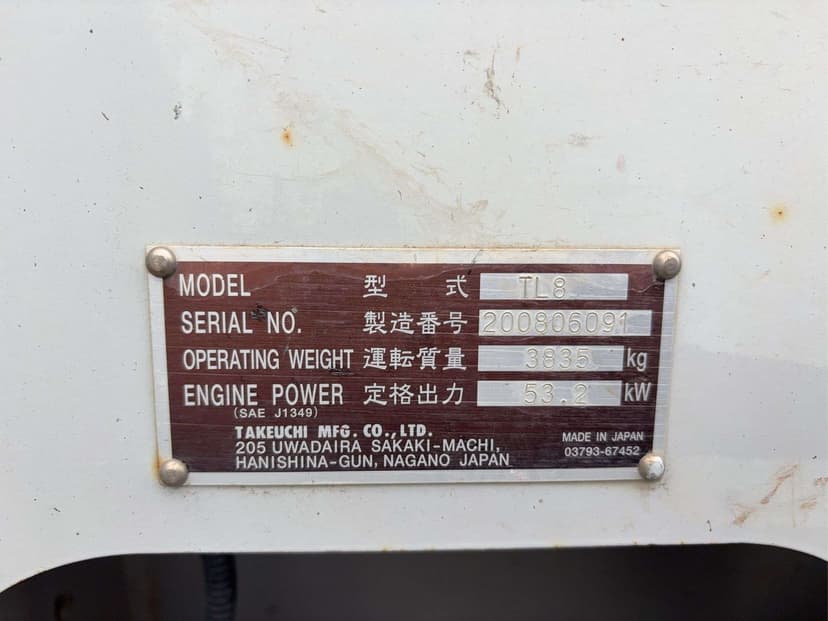 MODEL 型 式 TL8
SERIAL NO. 製造番号 200806091
OPERATING WEIGHT 運転質量 3835 kg
ENGINE POWER 定格出力 53.2 kW
(SAE J1349)
TAKEUCHI MFG. CO., LTD.
205 UWADAIRA SAKAKI-MACHI,
HANISHINA-GUN, NAGANO JAPAN
MADE IN JAPAN
03793-67452